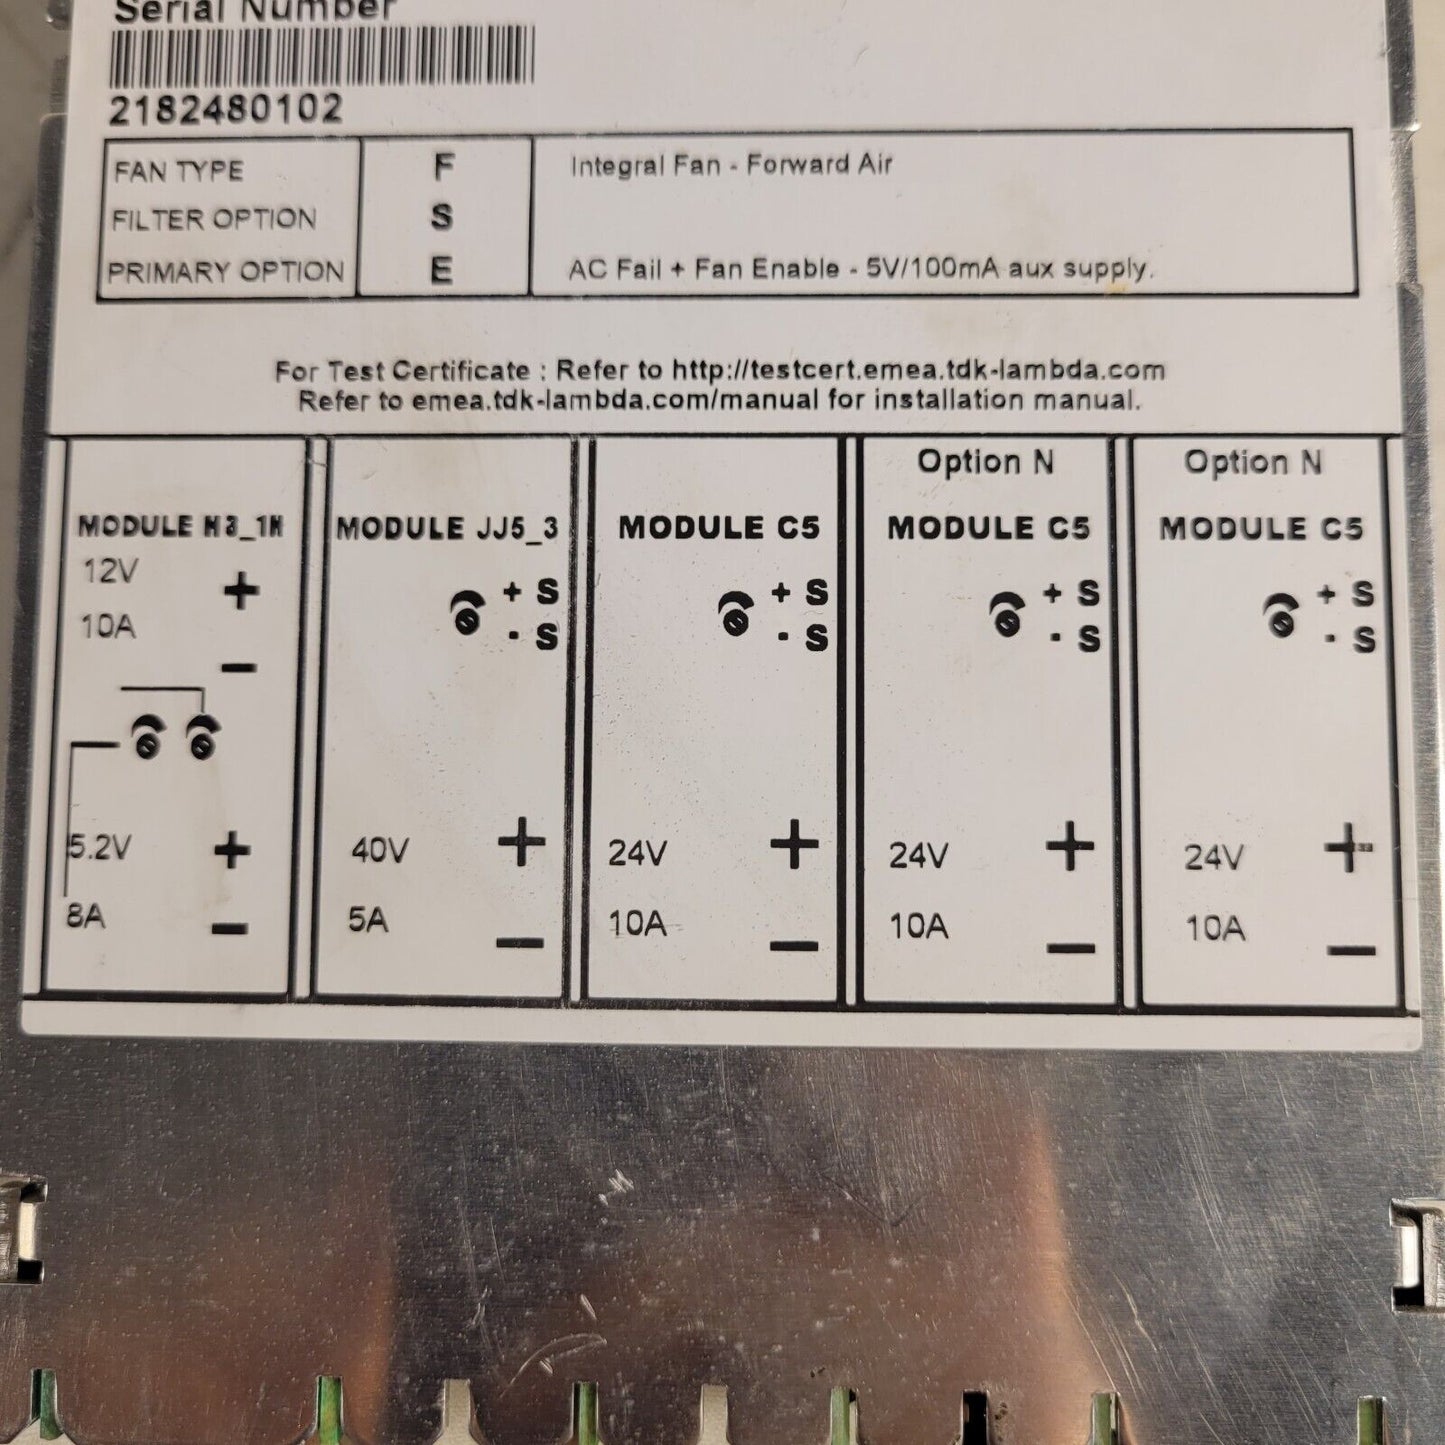 Serial Number
2182480102
FAN TYPE F Integral Fan - Forward Air
FILTER OPTION S
PRIMARY OPTION E AC Fail + Fan Enable - 5V/100mA aux supply.
For Test Certificate : Refer to http://testcert.emea.tdk-lambda.com
Refer to emea.tdk-lambda.com/manual for installation manual.
Option N Option N
MODULE MODULE JJ5_3 MODULE C5 MODULE C5 MODULE C5
12V + + S + S + S + S
10A - S - S - S - S
−
5.2V + 40V + 24V + 24V + 24V +
8A − 5A − 10A − 10A − 10A −